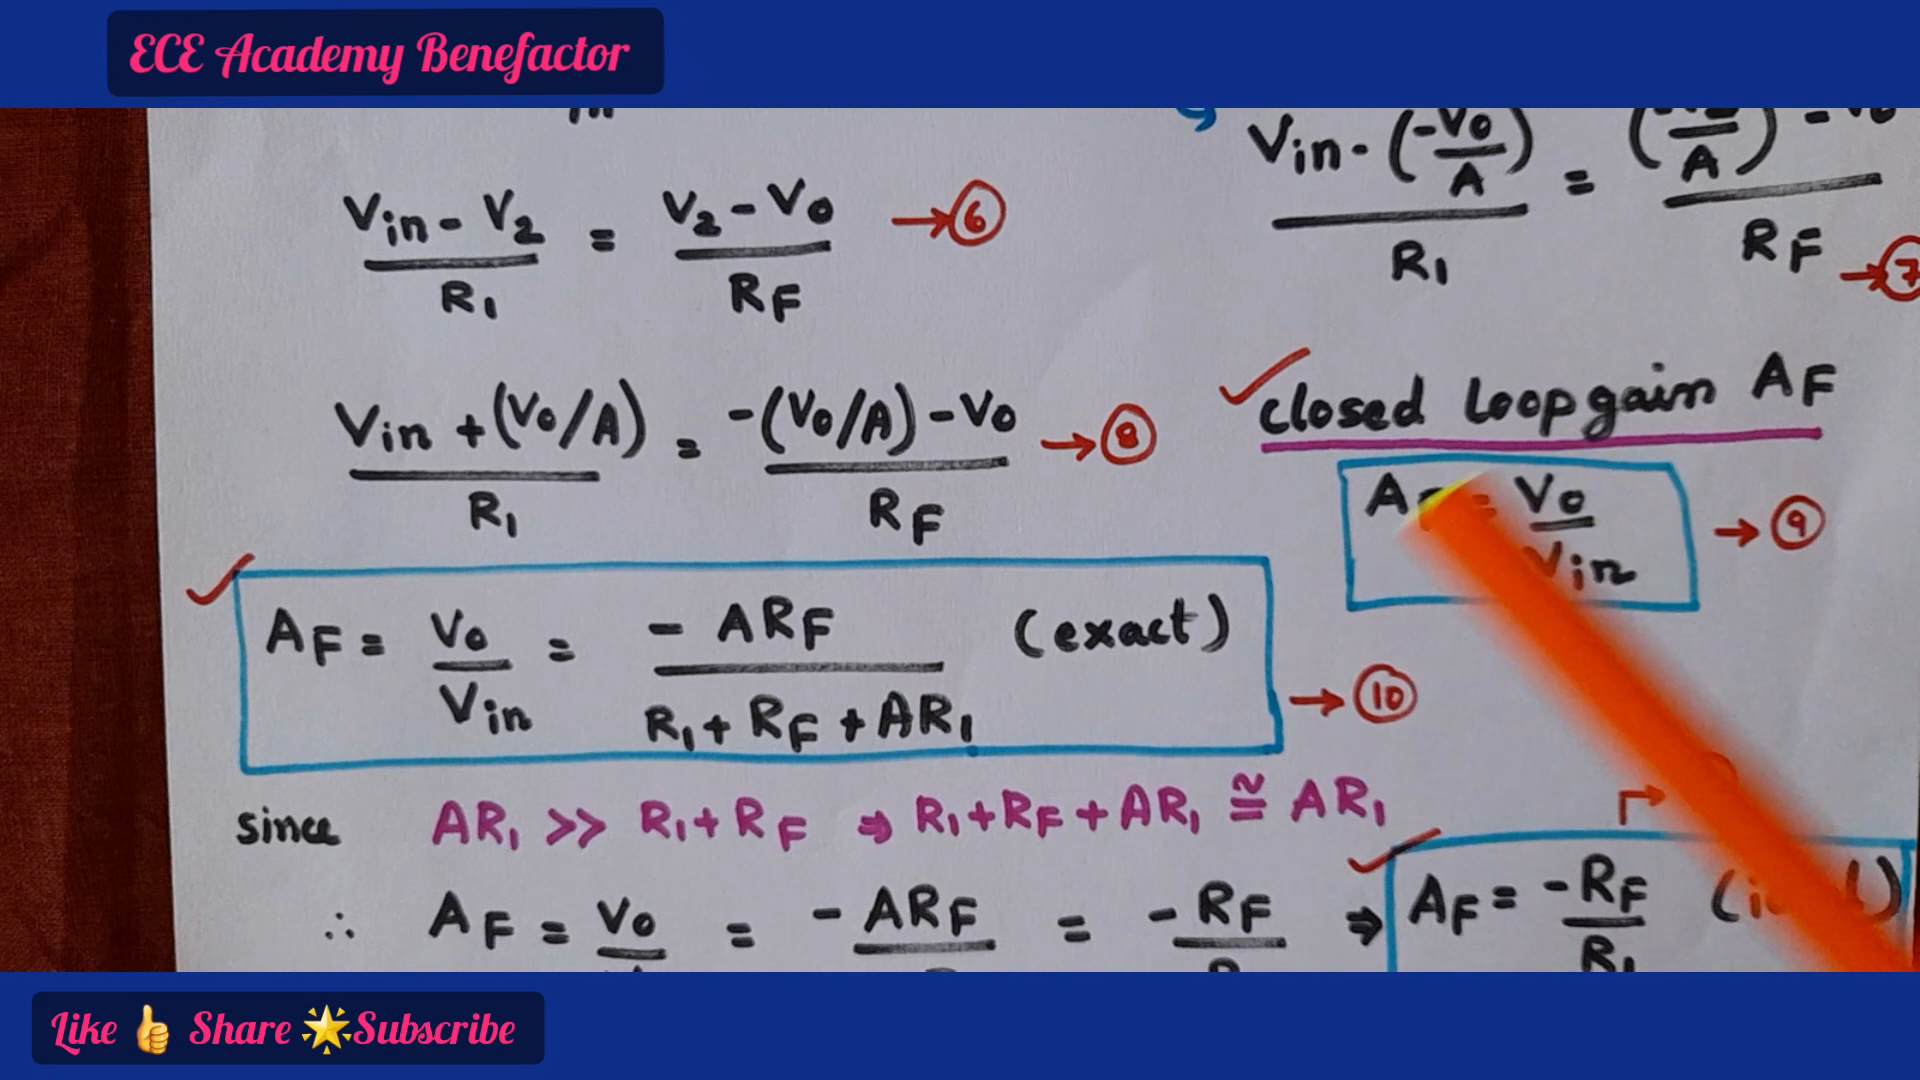 ECE Academy Benefactor
Vin - V2 / R1 = V2 - Vo / RF → 6
Vin - (-Vo/A) / R1 = / RF → 7
Vin + (Vo/A) / R1 = -(Vo/A) - Vo / RF → 8
closed loop gain AF
= Vo / Vin → 9
AF = Vo / Vin = - ARF / R1 + RF + AR1 (exact) → 10
since AR1 >> R1 + RF ⇒ R1 + RF + AR1 ≅ AR1
∴ AF = Vo = - ARF = - RF ⇒ AF = -RF / R1
Like 👍 Share 🌟Subscribe